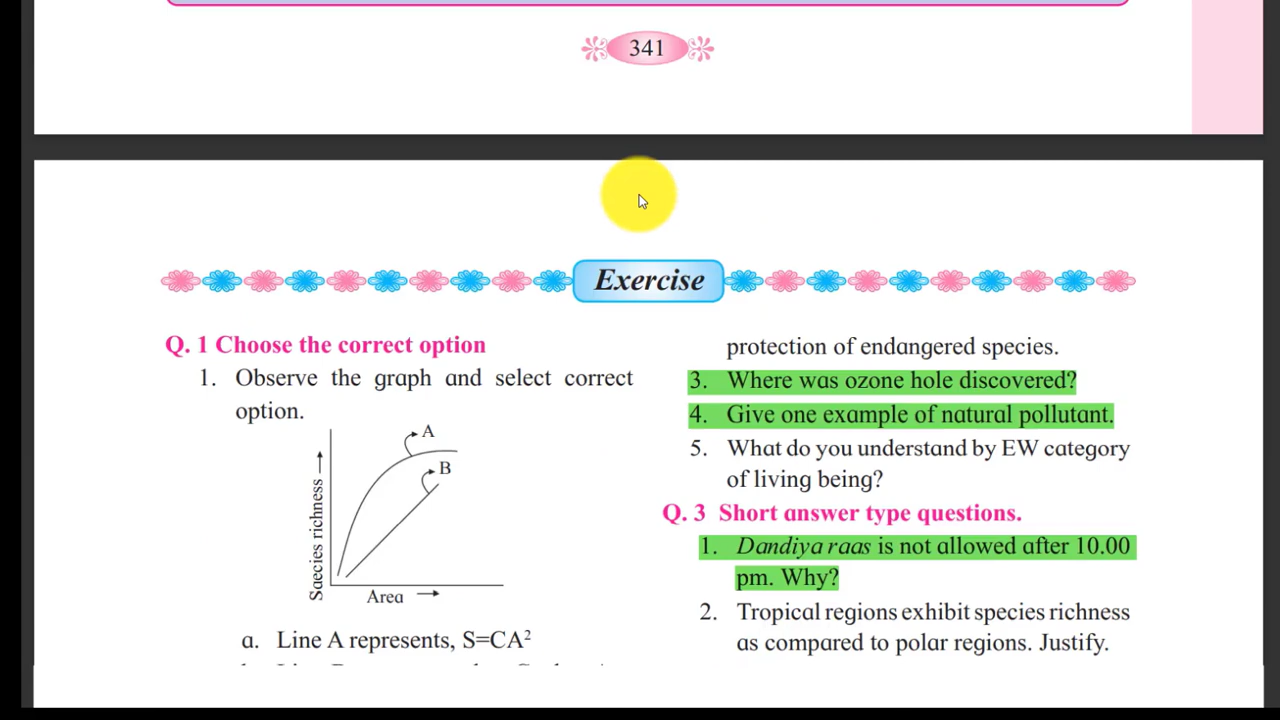 341
Exercise
Q. 1 Choose the correct option
1. Observe the graph and select correct
option.
A
B
Saecies richness
Area
a. Line A represents, S=CA²
protection of endangered species.
3. Where was ozone hole discovered?
4. Give one example of natural pollutant.
5. What do you understand by EW category
of living being?
Q. 3 Short answer type questions.
1. Dandiya raas is not allowed after 10.00
pm. Why?
2. Tropical regions exhibit species richness
as compared to polar regions. Justify.